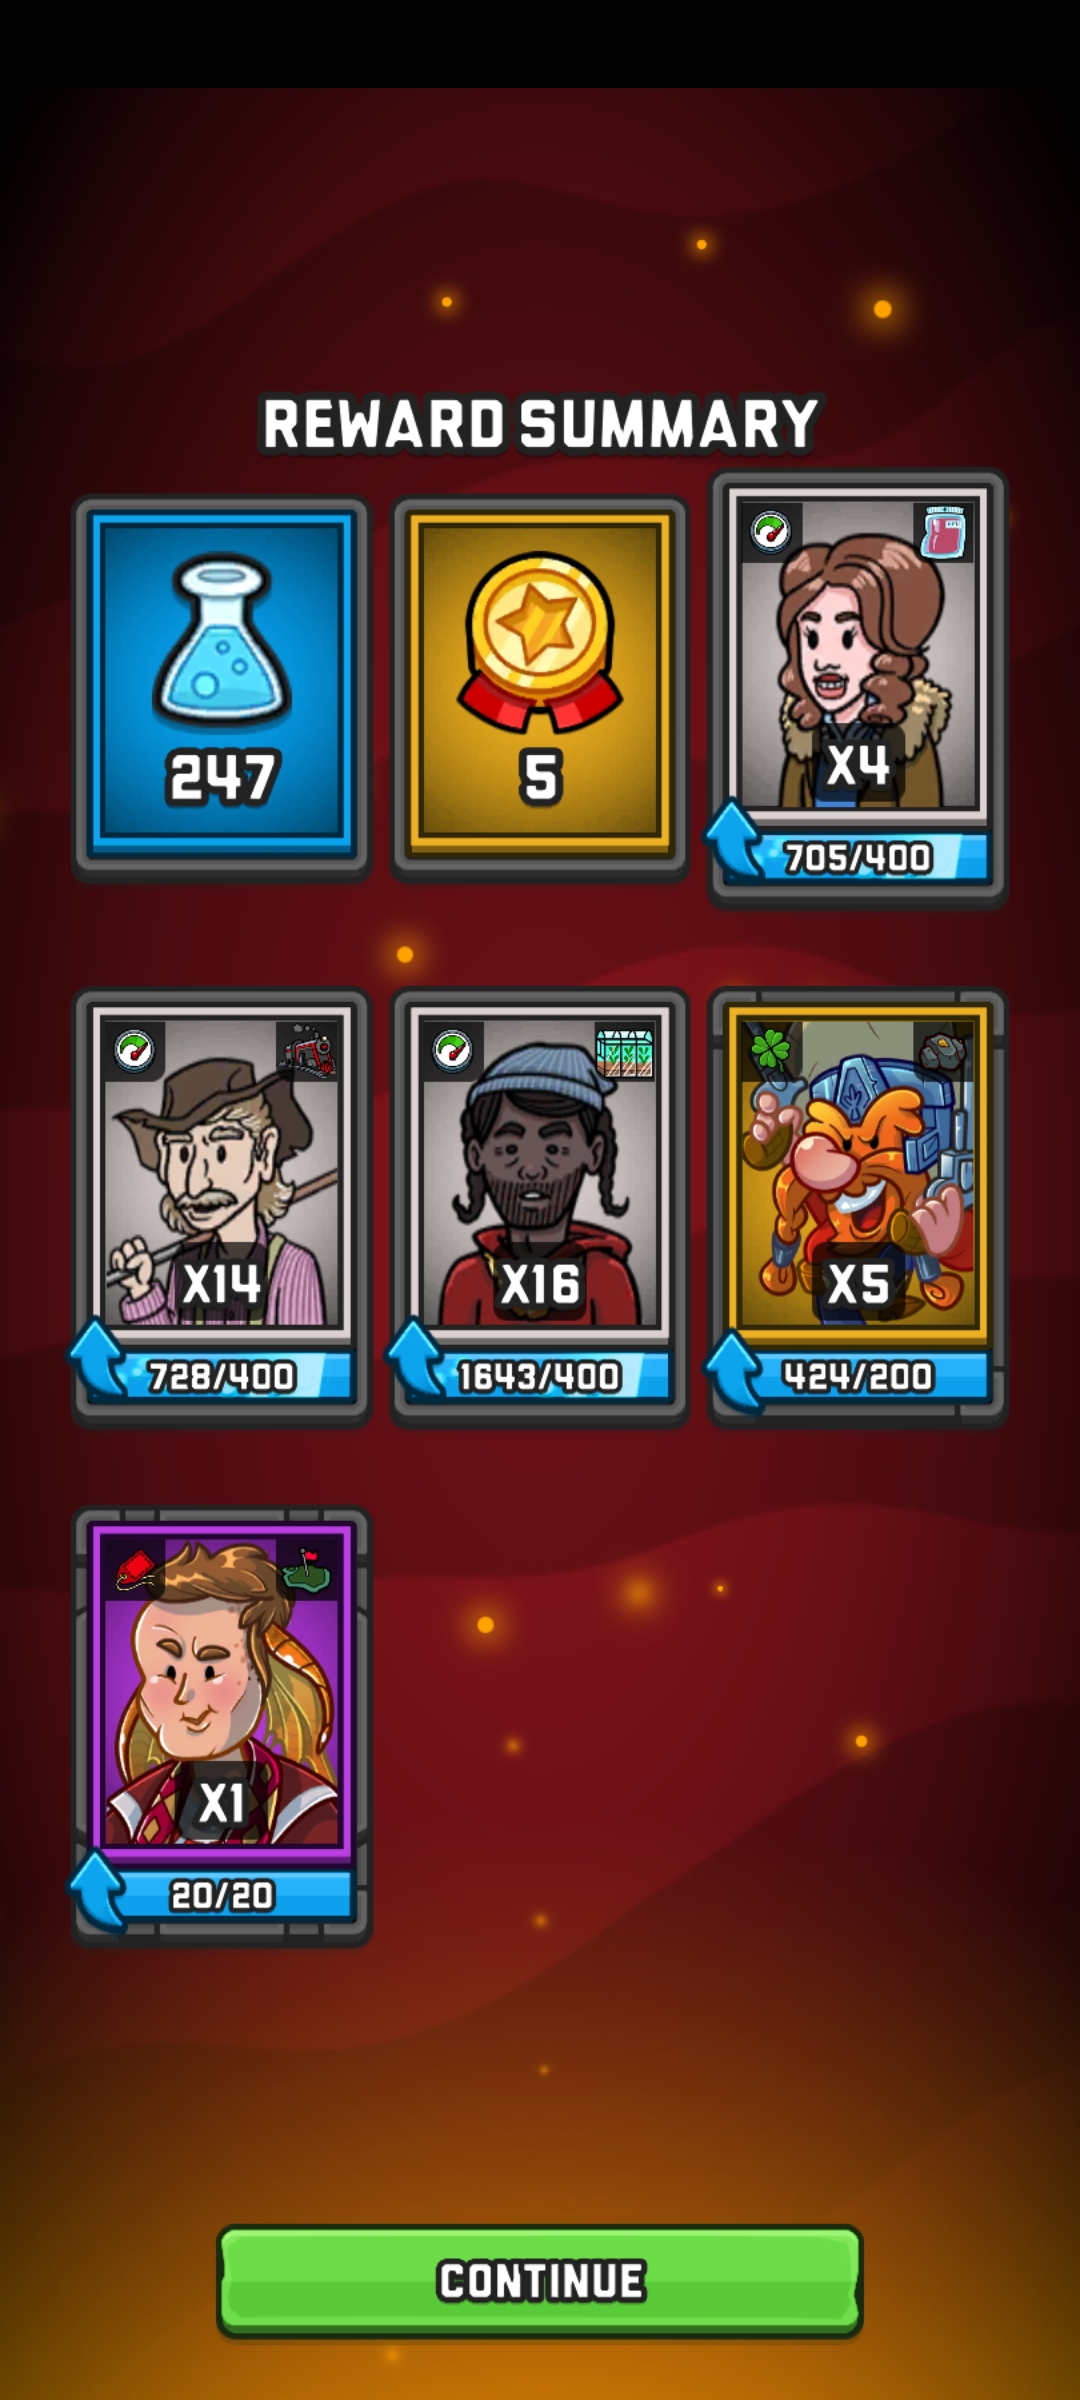 REWARD SUMMARY
247
5
X4
705/400
X14
728/400
X16
1643/400
X5
424/200
X1
20/20
CONTINUE